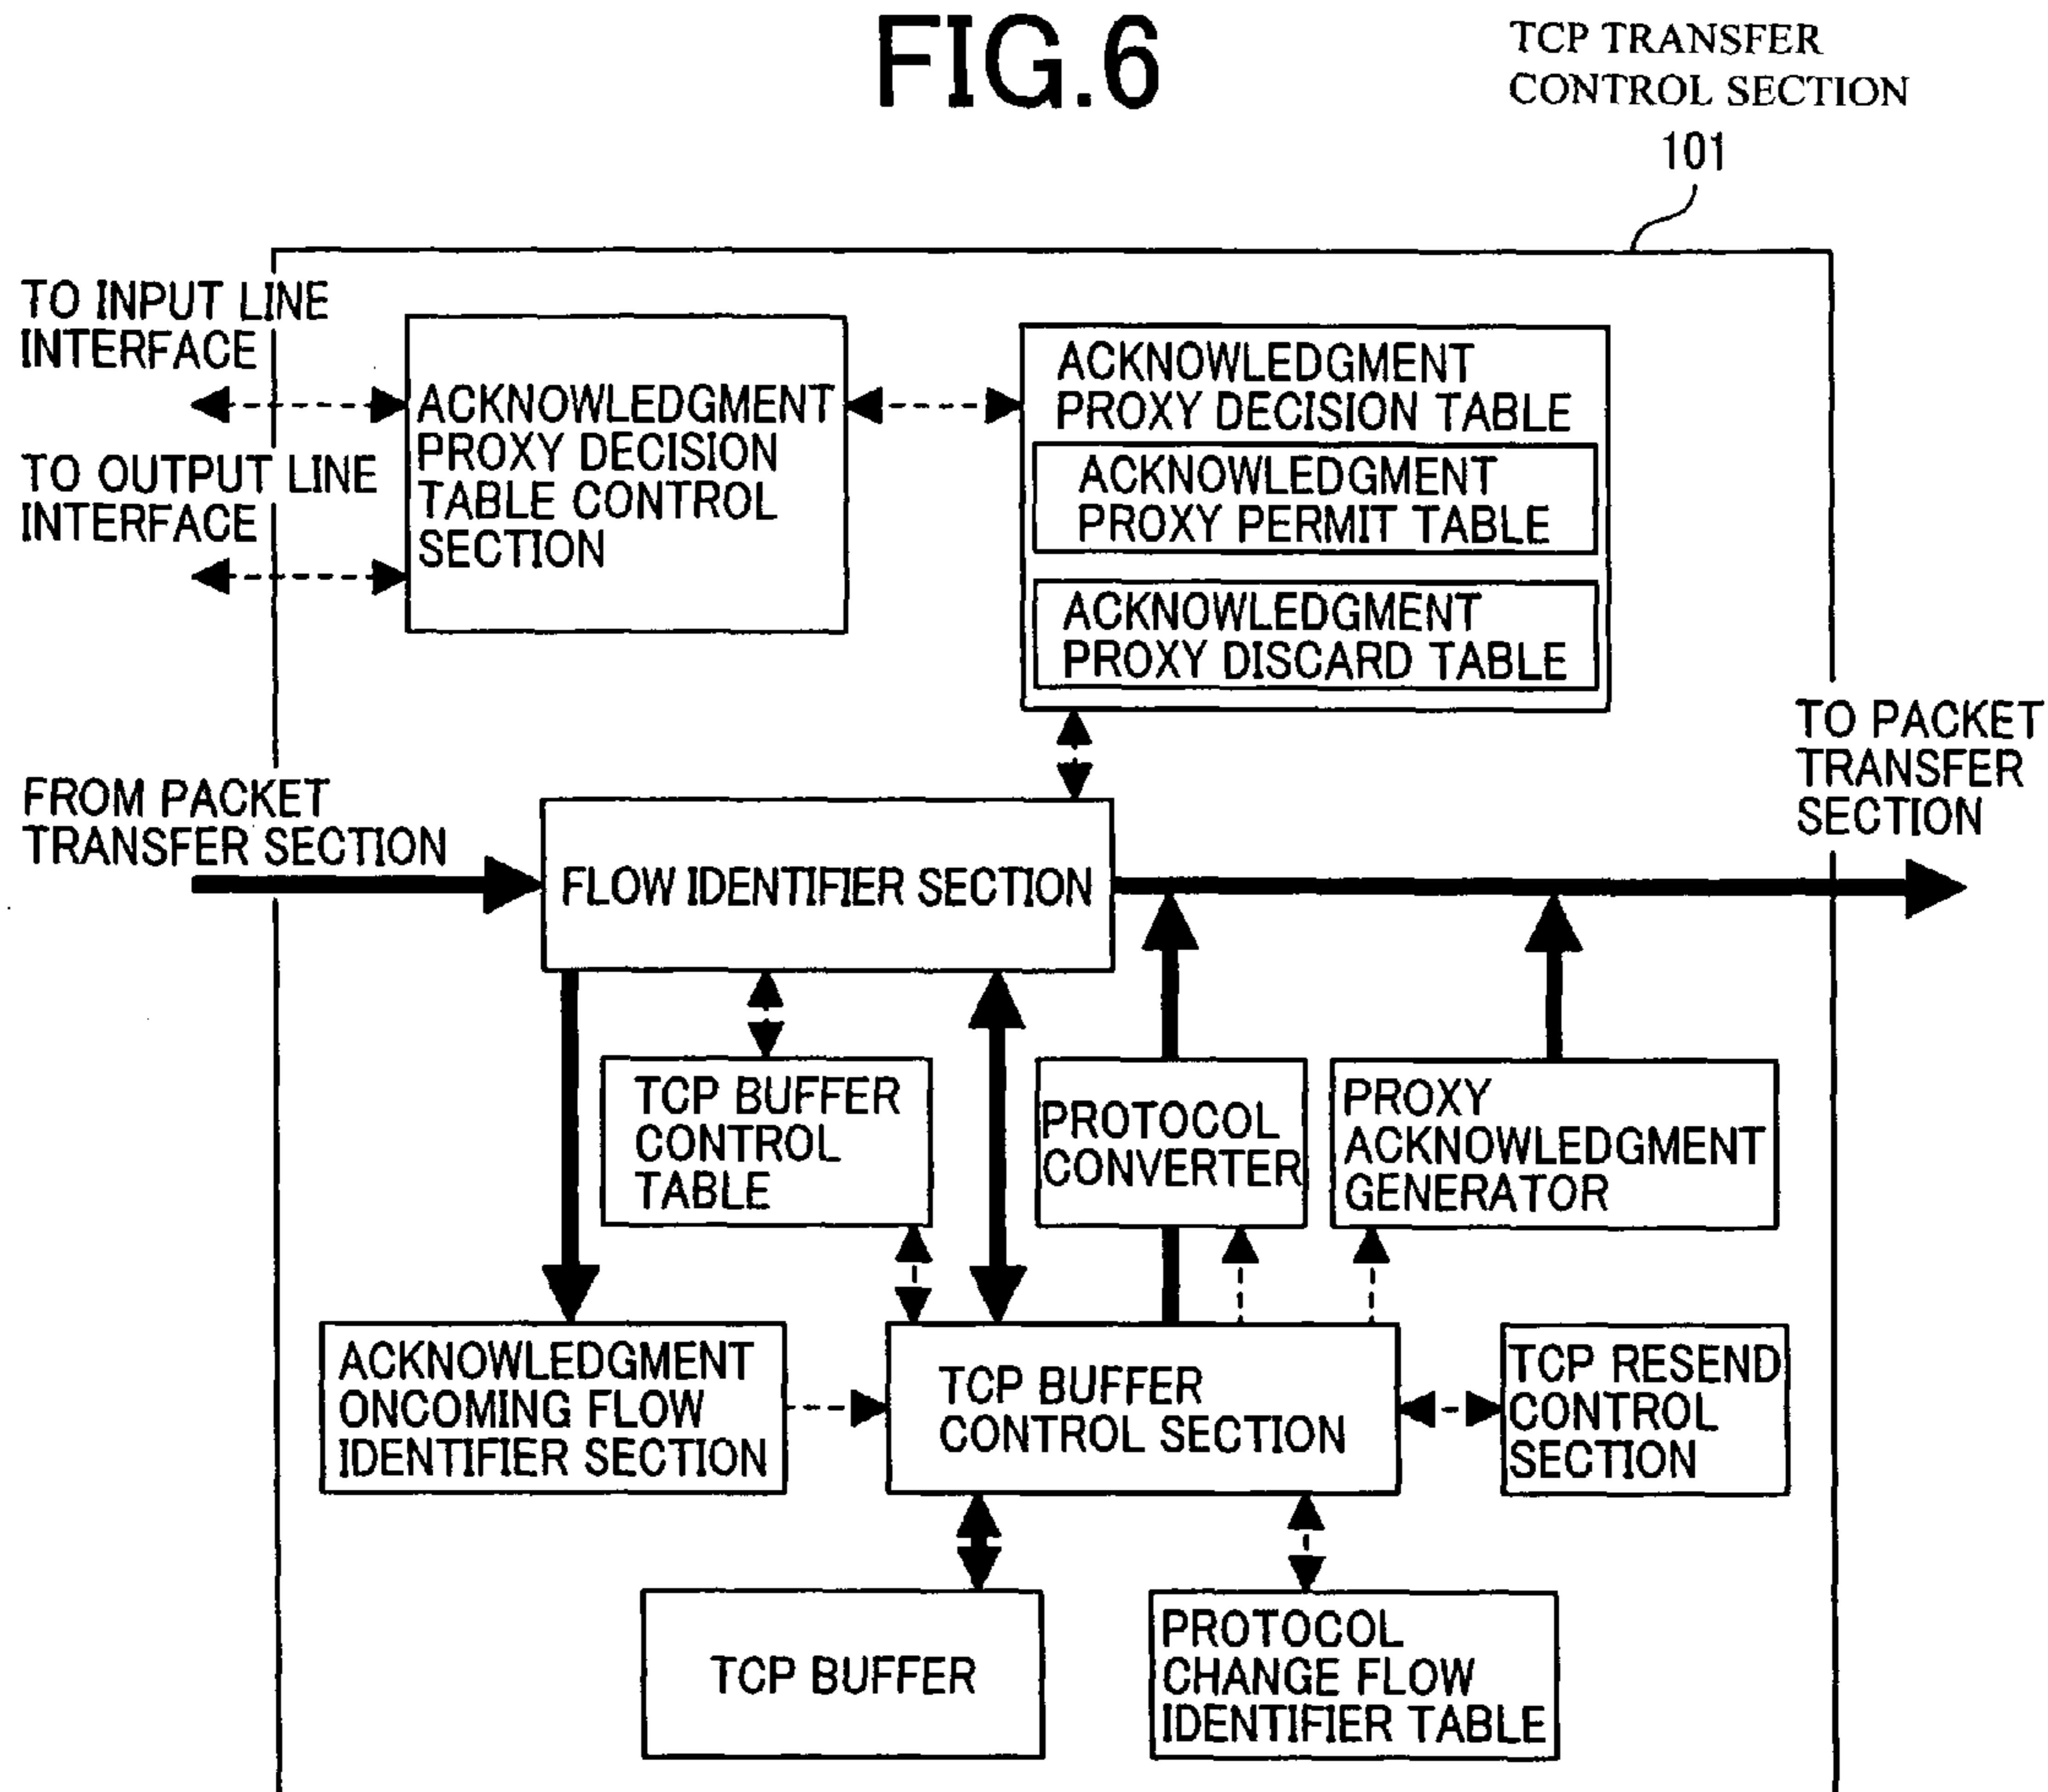 FIG.6
TCP TRANSFER
CONTROL SECTION
101
TO INPUT LINE
INTERFACE
TO OUTPUT LINE
INTERFACE
ACKNOWLEDGMENT
PROXY DECISION
TABLE CONTROL
SECTION
ACKNOWLEDGMENT
PROXY DECISION TABLE
ACKNOWLEDGMENT
PROXY PERMIT TABLE
ACKNOWLEDGMENT
PROXY DISCARD TABLE
TO PACKET
TRANSFER
SECTION
FROM PACKET
TRANSFER SECTION
FLOW IDENTIFIER SECTION
TCP BUFFER
CONTROL
TABLE
PROTOCOL
CONVERTER
PROXY
ACKNOWLEDGMENT
GENERATOR
ACKNOWLEDGMENT
ONCOMING FLOW
IDENTIFIER SECTION
TCP BUFFER
CONTROL SECTION
TCP RESEND
CONTROL
SECTION
TCP BUFFER
PROTOCOL
CHANGE FLOW
IDENTIFIER TABLE